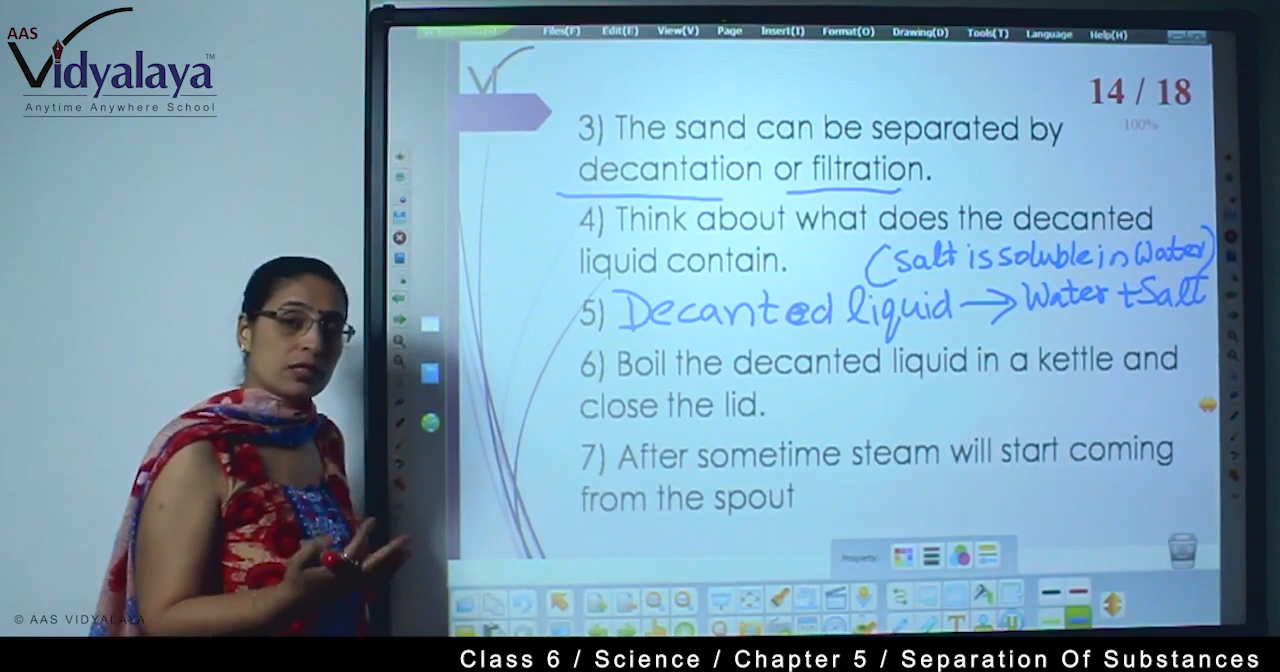 AAS
Vidyalaya™
Anytime Anywhere School
Files(F) Edit(E) View(V) Page Insert(I) Format(O) Drawing(D) Tools(T) Language Help(H)
14 / 18
100%
3) The sand can be separated by
decantation or filtration.
4) Think about what does the decanted
liquid contain.
(Salt is soluble in Water)
5) Decanted liquid → Water + Salt
6) Boil the decanted liquid in a kettle and
close the lid.
7) After sometime steam will start coming
from the spout
Property:
© AAS VIDYALAYA
Class 6 / Science / Chapter 5 / Separation Of Substances